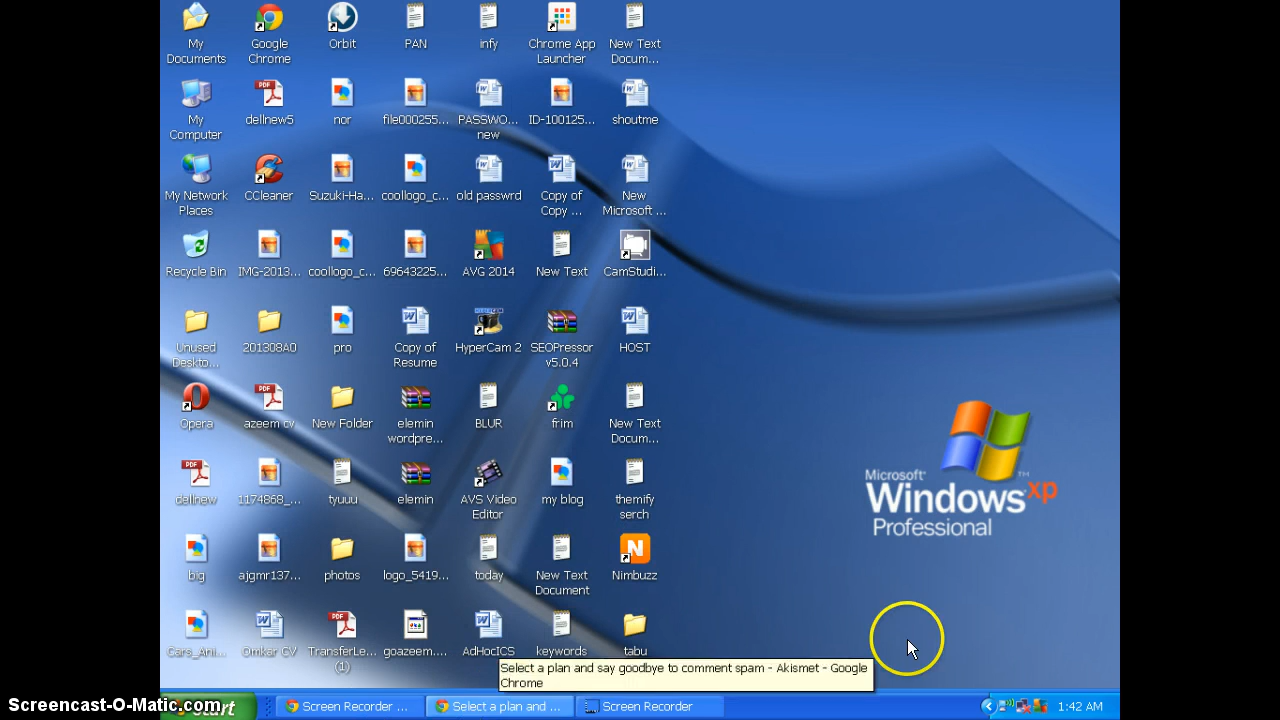 My
Documents
Google
Chrome
Orbit
PAN
infy
Chrome App
Launcher
New Text
Docum...
My
Computer
dellnew5
nor
file000255...
PASSWO...
new
ID-100125...
shoutme
My Network
Places
CCleaner
Suzuki-Ha...
coollogo_c...
old passwrd
Copy of
Copy ...
New
Microsoft ...
Recycle Bin
IMG-2013...
coollogo_c...
69643225...
AVG 2014
New Text
CamStudi...
Unused
Deskto...
201308A0
pro
Copy of
Resume
HyperCam 2
SEOPressor
v5.0.4
HOST
Opera
azeem cv
New Folder
elemin
wordpre...
BLUR
frim
New Text
Docum...
dellnew
1174868_...
tyuuu
elemin
AVS Video
Editor
my blog
themify
serch
big
ajgmr137...
photos
logo_5419...
today
New Text
Document
Nimbuzz
Gars_Ani...
Omkar CV
TransferLe...
(1)
goazeem....
AdHocICS
keywords
tabu
Microsoft
Windows xp
Professional
TM
Select a plan and say goodbye to comment spam - Akismet - Google
Chrome
Screencast-O-Matic.com
start
Screen Recorder ...
Select a plan and ...
Screen Recorder
1:42 AM